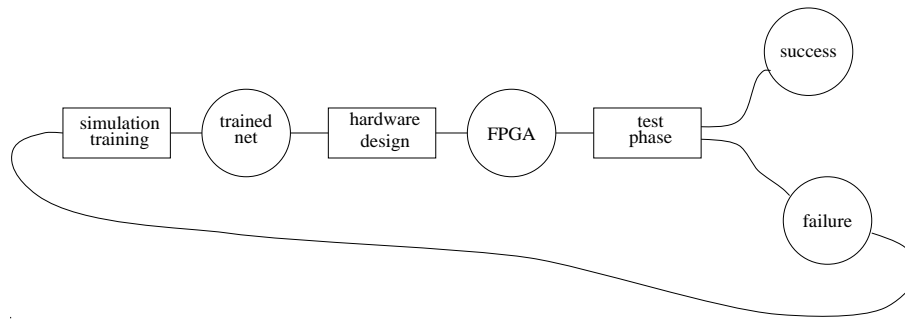 success
simulation
training
trained
net
hardware
design
FPGA
test
phase
failure